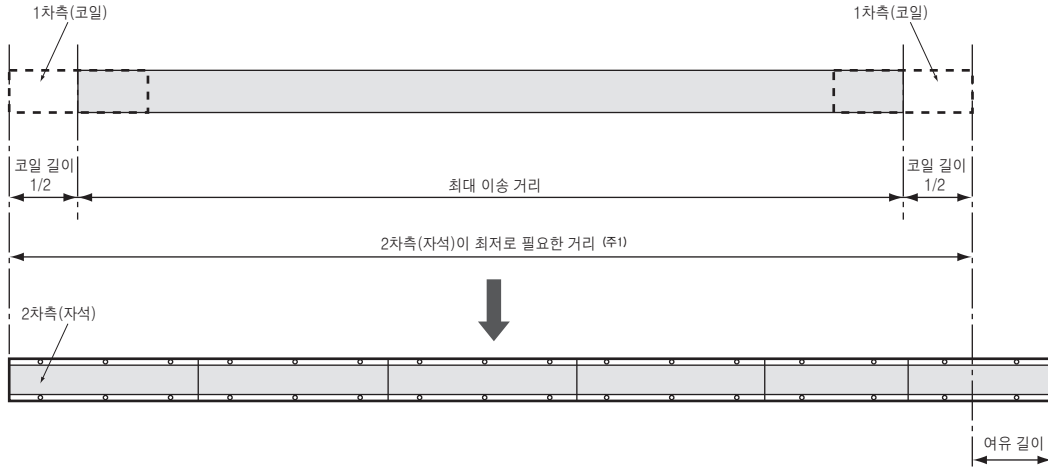 1차측(코일)
1차측(코일)
코일 길이
1/2
최대 이송 거리
코일 길이
1/2
2차측(자석)이 최저로 필요한 거리 (주1)
2차측(자석)
여유 길이